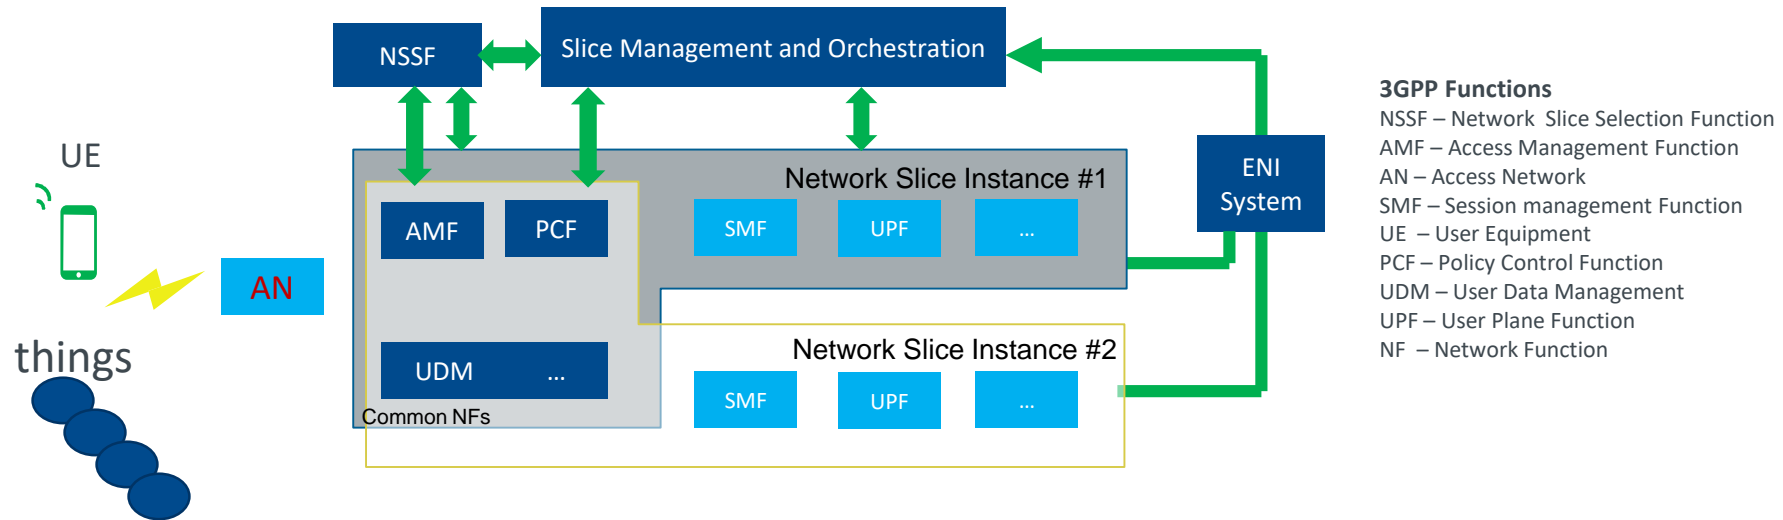 NSSF
Slice Management and Orchestration
UE
things
AN
Network Slice Instance #1
AMF
PCF
SMF
UPF
...
UDM ...
Common NFs
Network Slice Instance #2
SMF
UPF
...
ENI
System
3GPP Functions
NSSF – Network Slice Selection Function
AMF – Access Management Function
AN – Access Network
SMF – Session management Function
UE – User Equipment
PCF – Policy Control Function
UDM – User Data Management
UPF – User Plane Function
NF – Network Function